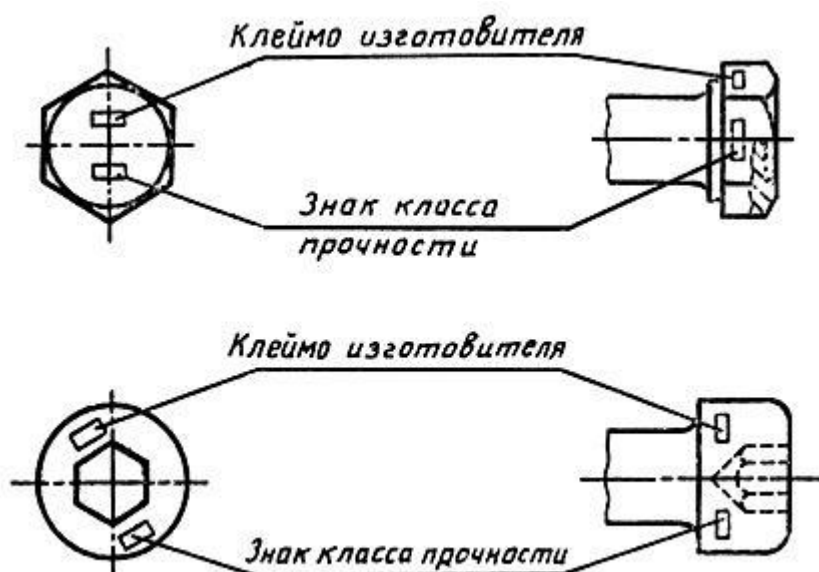 Клеймо изготовителя
Знак класса
прочности
Клеймо изготовителя
Знак класса прочности